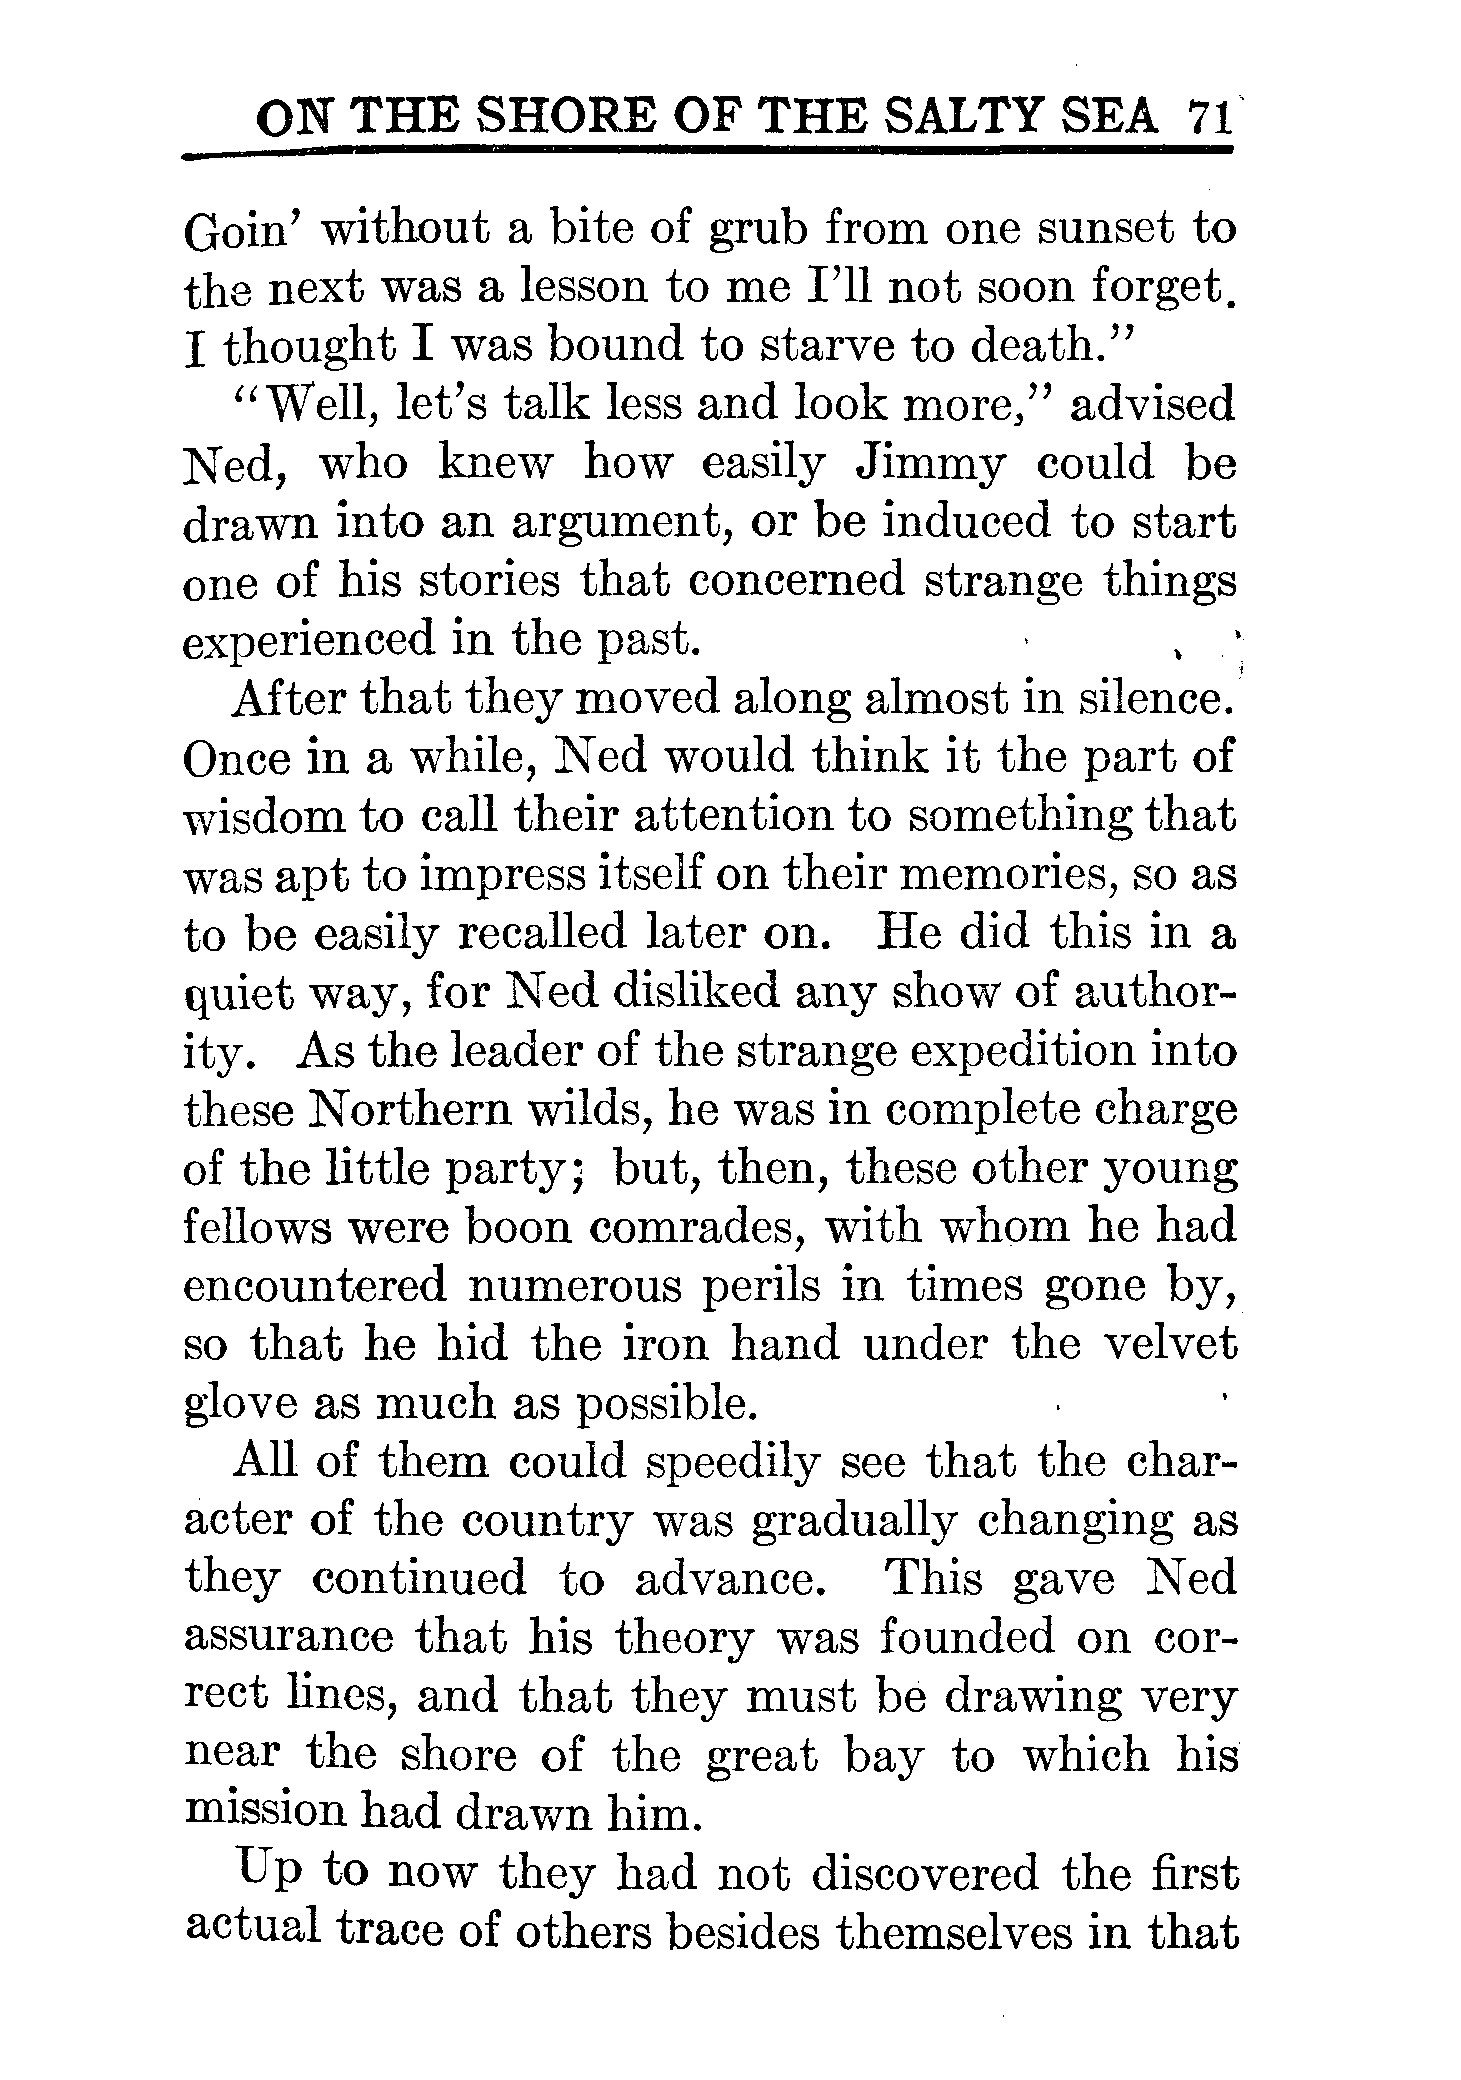 ON THE SHORE OF THE SALTY SEA 71
Goin’ without a bite of grub from one sunset to
the next was a lesson to me I’ll not soon forget.
I thought I was bound to starve to death.”
“Well, let’s talk less and look more,” advised
Ned, who knew how easily Jimmy could be
drawn into an argument, or be induced to start
one of his stories that concerned strange things
experienced in the past.
After that they moved along almost in silence.
Once in a while, Ned would think it the part of
wisdom to call their attention to something that
was apt to impress itself on their memories, so as
to be easily recalled later on. He did this in a
quiet way, for Ned disliked any show of author-
ity. As the leader of the strange expedition into
these Northern wilds, he was in complete charge
of the little party; but, then, these other young
fellows were boon comrades, with whom he had
encountered numerous perils in times gone by,
so that he hid the iron hand under the velvet
glove as much as possible.
All of them could speedily see that the char-
acter of the country was gradually changing as
they continued to advance. This gave Ned
assurance that his theory was founded on cor-
rect lines, and that they must be drawing very
near the shore of the great bay to which his
mission had drawn him.
Up to now they had not discovered the first
actual trace of others besides themselves in that